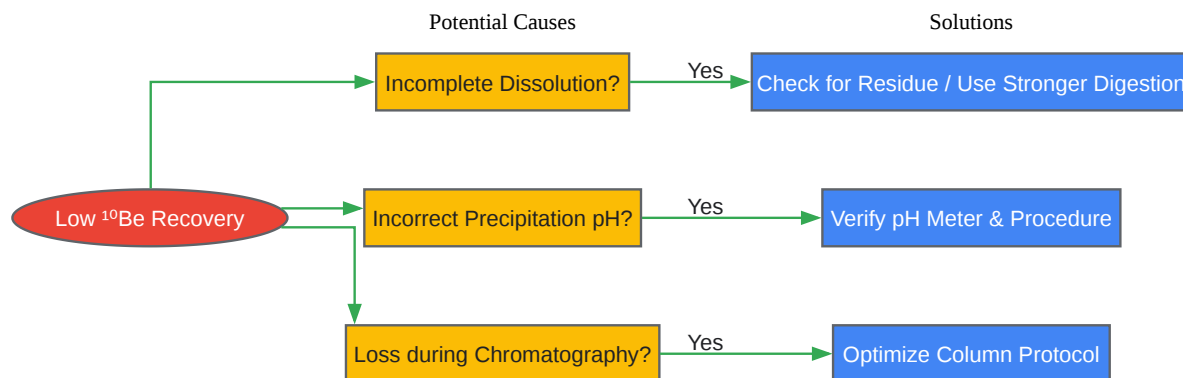 Potential Causes
Solutions
Incomplete Dissolution?
Yes
Check for Residue / Use Stronger Digestion
Low ¹⁰Be Recovery
Incorrect Precipitation pH?
Yes
Verify pH Meter & Procedure
Loss during Chromatography?
Yes
Optimize Column Protocol